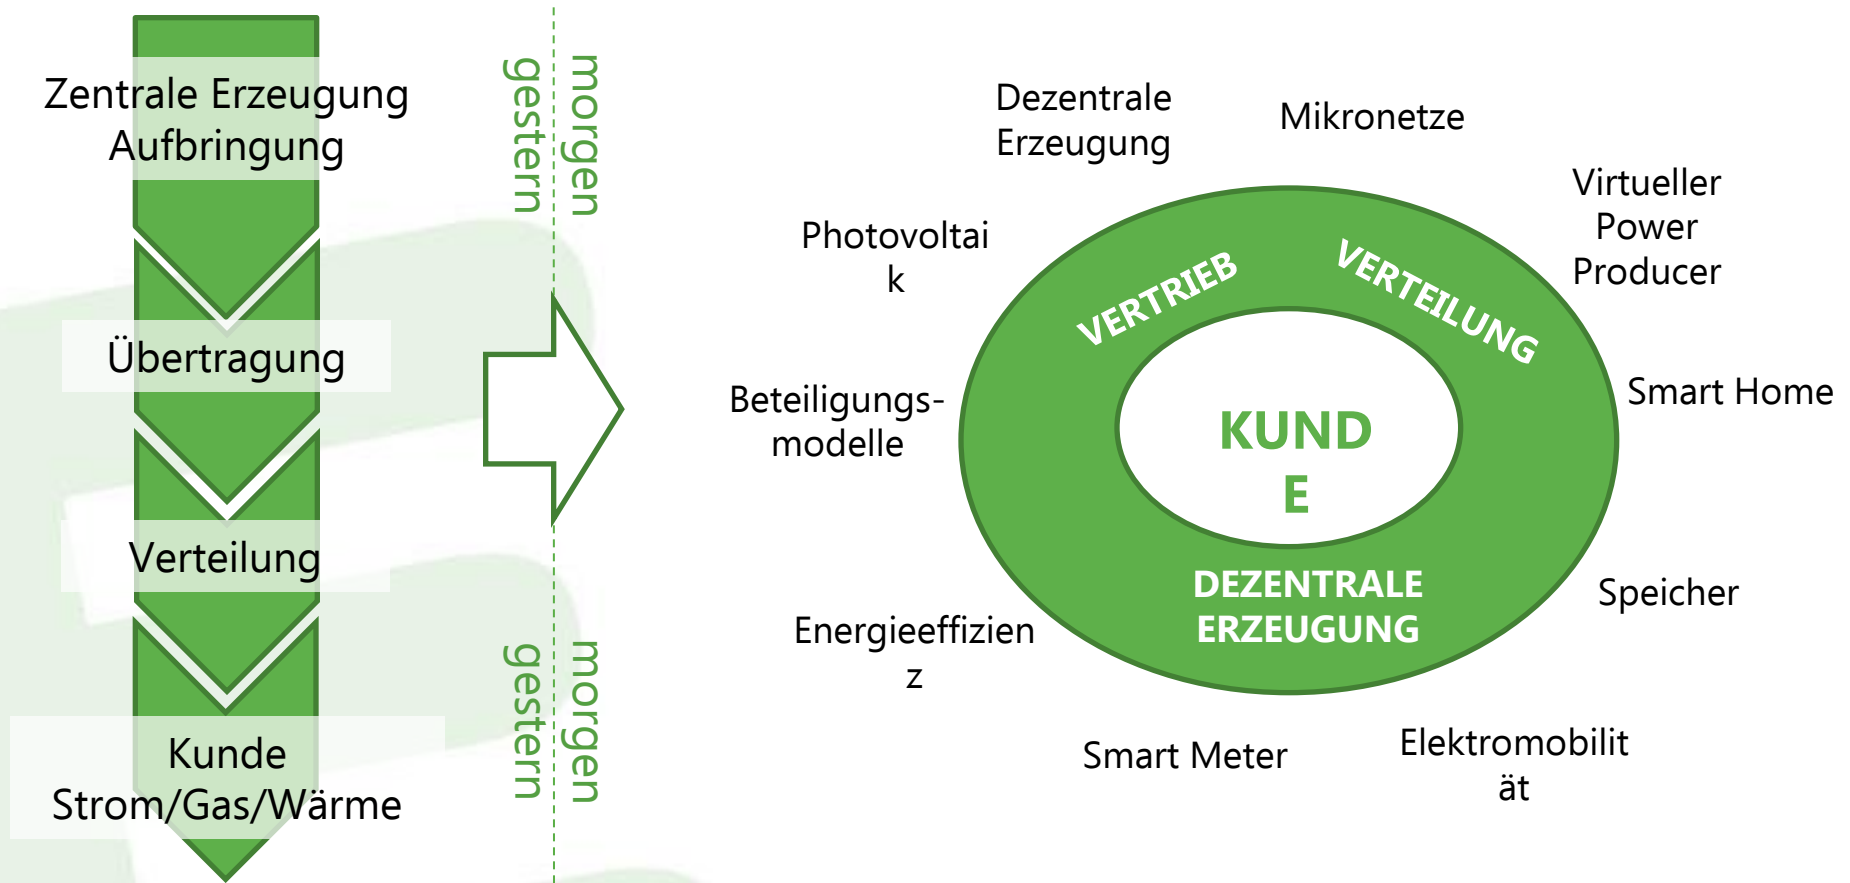 Zentrale Erzeugung
Aufbringung
Übertragung
Verteilung
Kunde
Strom/Gas/Wärme
gestern
morgen
gestern
morgen
Dezentrale
Erzeugung
Mikronetze
Virtueller
Power
Producer
Photovoltai
k
Smart Home
Beteiligungs-
modelle
Speicher
Energieeffizien
z
Smart Meter
Elektromobilit
ät
VERTRIEB
VERTEILUNG
KUND
E
DEZENTRALE
ERZEUGUNG